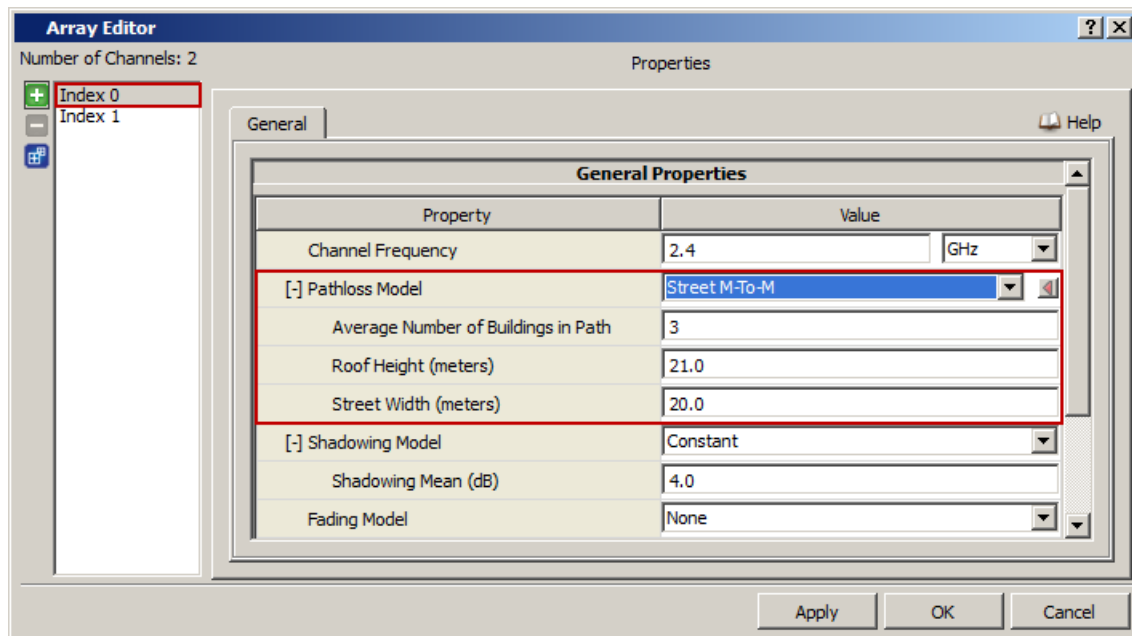 Array Editor
Number of Channels: 2
Properties
Index 0
Index 1
General
Help
General Properties
Property Value
Channel Frequency 2.4 GHz
[-] Pathloss Model Street M-To-M
Average Number of Buildings in Path 3
Roof Height (meters) 21.0
Street Width (meters) 20.0
[-] Shadowing Model Constant
Shadowing Mean (dB) 4.0
Fading Model None
Apply OK Cancel